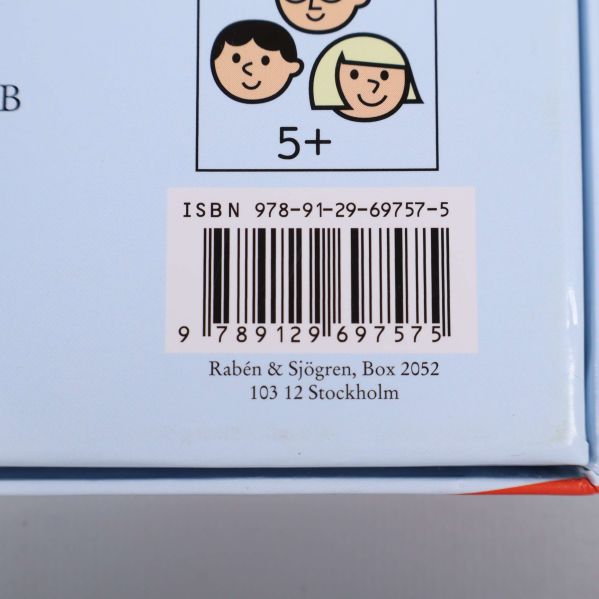 B
5+
ISBN 978-91-29-69757-5
9 789129 697575
Rabén & Sjögren, Box 2052
103 12 Stockholm